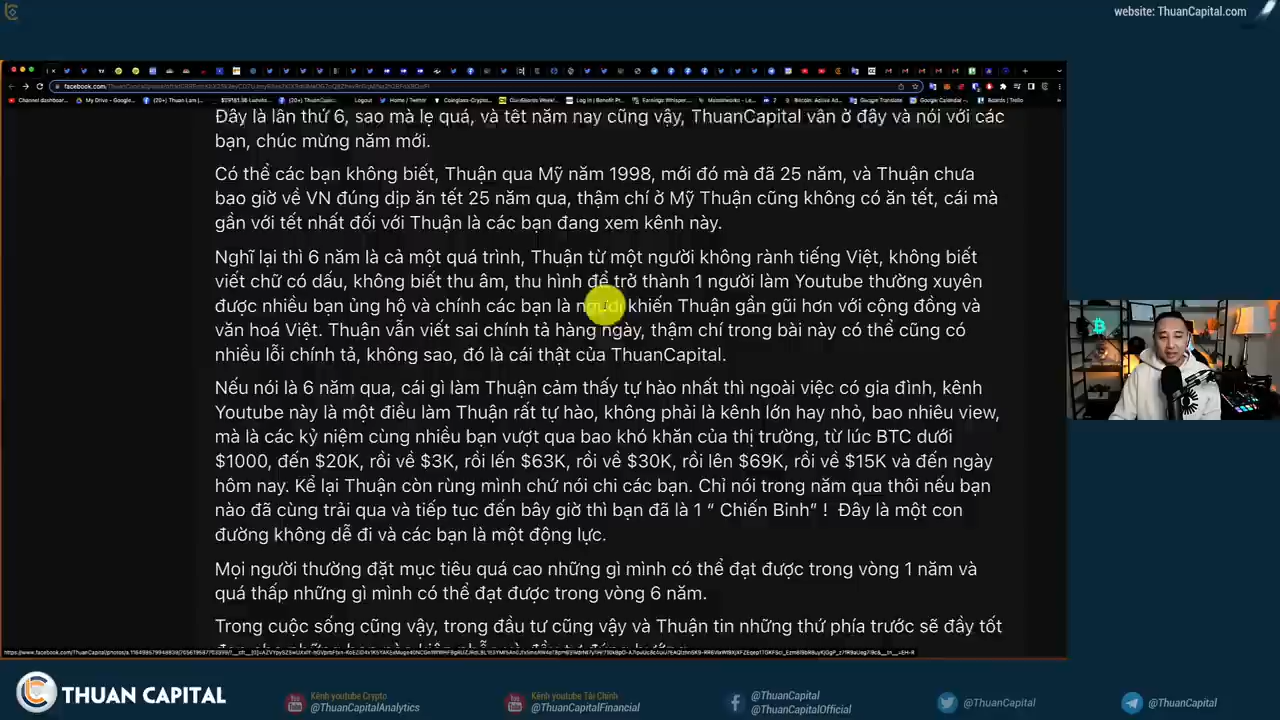 website: ThuanCapital.com
Đây là lần thứ 6, sao mà lẹ quá, và tết năm nay cũng vậy, ThuanCapital vẫn ở đây và nói với các
bạn, chúc mừng năm mới.
Có thể các bạn không biết, Thuận qua Mỹ năm 1998, mới đó mà đã 25 năm, và Thuận chưa
bao giờ về VN đúng dịp ăn tết 25 năm qua, thậm chí ở Mỹ Thuận cũng không có ăn tết, cái mà
gần với tết nhất đối với Thuận là các bạn đang xem kênh này.
Nghĩ lại thì 6 năm là cả một quá trình, Thuận từ một người không rành tiếng Việt, không biết
viết chữ có dấu, không biết thu âm, thu hình để trở thành 1 người làm Youtube thường xuyên
được nhiều bạn ủng hộ và chính các bạn là người khiến Thuận gần gũi hơn với cộng đồng và
văn hoá Việt. Thuận vẫn viết sai chính tả hàng ngày, thậm chí trong bài này có thể cũng có
nhiều lỗi chính tả, không sao, đó là cái thật của ThuanCapital.
Nếu nói là 6 năm qua, cái gì làm Thuận cảm thấy tự hào nhất thì ngoài việc có gia đình, kênh
Youtube này là một điều làm Thuận rất tự hào, không phải là kênh lớn hay nhỏ, bao nhiêu view,
mà là các kỷ niệm cùng nhiều bạn vượt qua bao khó khăn của thị trường, từ lúc BTC dưới
$1000, đến $20K, rồi về $3K, rồi lến $63K, rồi về $30K, rồi lên $69K, rồi về $15K và đến ngày
hôm nay. Kể lại Thuận còn rùng mình chứ nói chi các bạn. Chỉ nói trong năm qua thôi nếu bạn
nào đã cùng trải qua và tiếp tục đến bây giờ thì bạn đã là 1 “ Chiến Binh” ! Đây là một con
đường không dễ đi và các bạn là một động lực.
Mọi người thường đặt mục tiêu quá cao những gì mình có thể đạt được trong vòng 1 năm và
quá thấp những gì mình có thể đạt được trong vòng 6 năm.
Trong cuộc sống cũng vậy, trong đầu tư cũng vậy và Thuận tin những thứ phía trước sẽ đầy tốt
THUAN CAPITAL
Kênh youtube Crypto
@ThuanCapitalAnalytics
Kênh youtube Tài Chính
@ThuanCapitalFinancial
@ThuanCapital
@ThuanCapitalOfficial
@ThuanCapital
@ThuanCapital